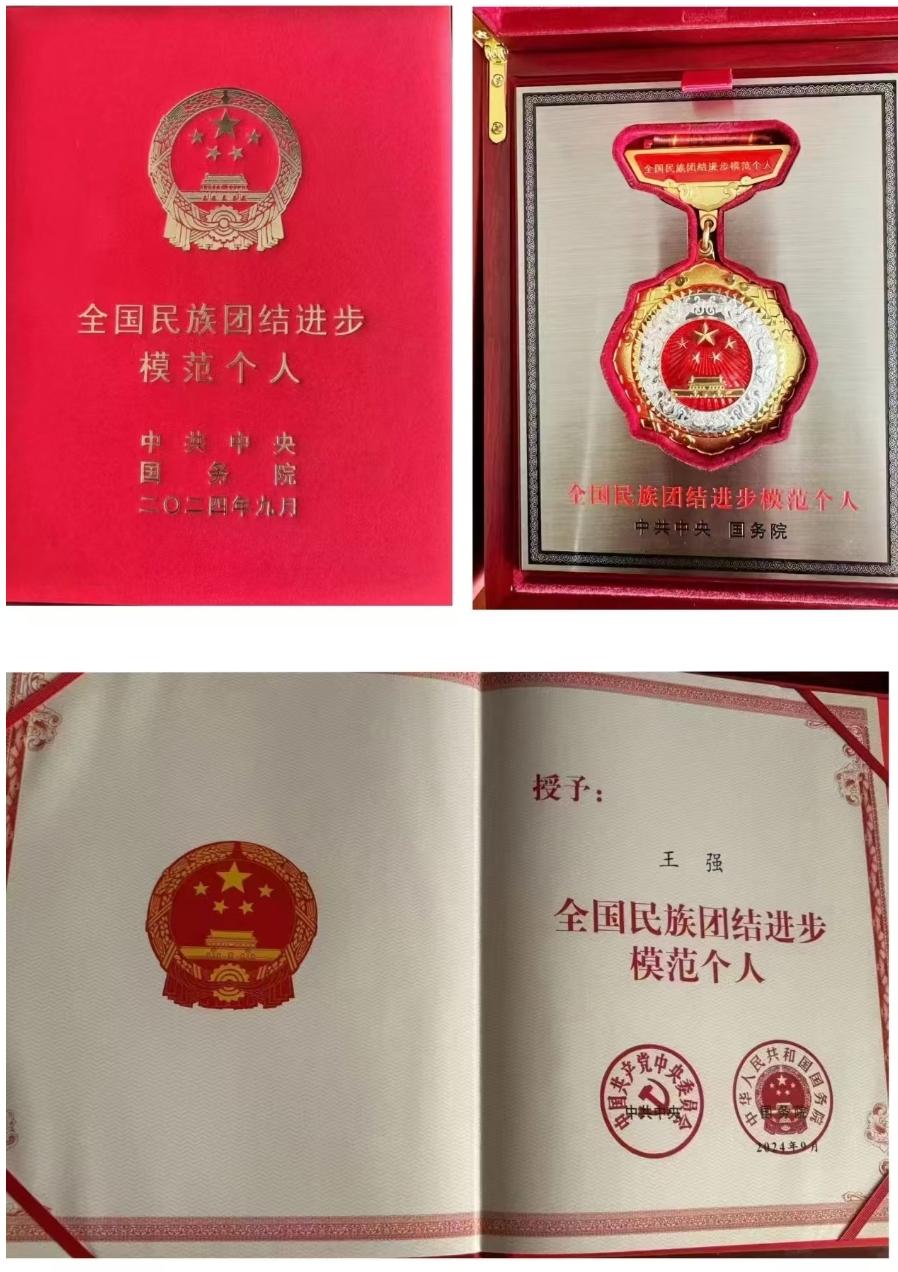 全国民族团结进步
模范个人
中共中央
国务院
二〇二四年九月
全国民族团结进步模范个人
全国民族团结进步模范个人
中共中央 国务院
授予：
王强
全国民族团结进步
模范个人
中国共产党中央委员会
中共中央
中华人民共和国国务院
国务院
2024年9月